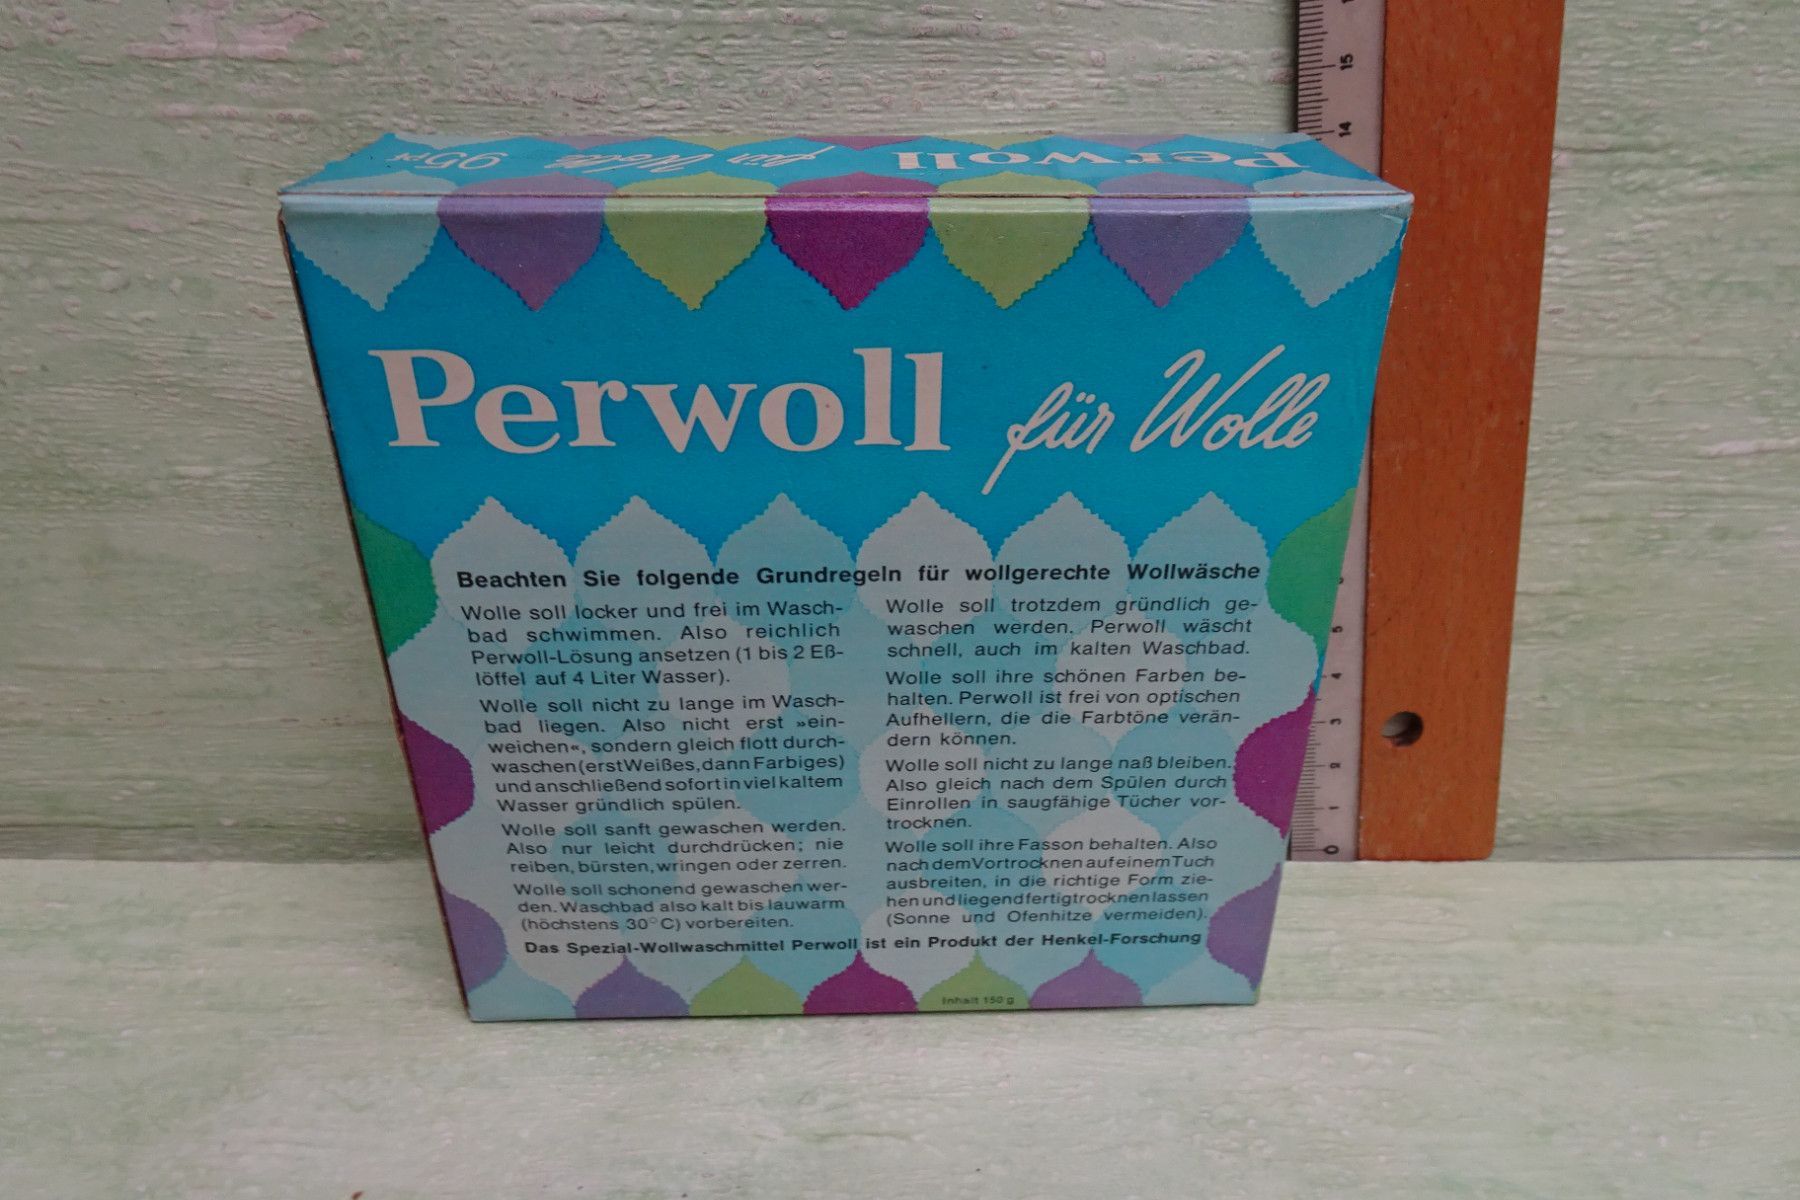 Perwoll für Wolle 95 Pf
Perwoll für Wolle
Beachten Sie folgende Grundregeln für wollgerechte Wollwäsche
Wolle soll locker und frei im Wasch-
bad schwimmen. Also reichlich
Perwoll-Lösung ansetzen (1 bis 2 Eß-
löffel auf 4 Liter Wasser).
Wolle soll nicht zu lange im Wasch-
bad liegen. Also nicht erst »ein-
weichen«, sondern gleich flott durch-
waschen (erst Weißes, dann Farbiges)
und anschließend sofort in viel kaltem
Wasser gründlich spülen.
Wolle soll sanft gewaschen werden.
Also nur leicht durchdrücken; nie
reiben, bürsten, wringen oder zerren.
Wolle soll schonend gewaschen wer-
den. Waschbad also kalt bis lauwarm
(höchstens 30° C) vorbereiten.
Wolle soll trotzdem gründlich ge-
waschen werden. Perwoll wäscht
schnell, auch im kalten Waschbad.
Wolle soll ihre schönen Farben be-
halten. Perwoll ist frei von optischen
Aufhellern, die die Farbtöne verän-
dern können.
Wolle soll nicht zu lange naß bleiben.
Also gleich nach dem Spülen durch
Einrollen in saugfähige Tücher vor-
trocknen.
Wolle soll ihre Fasson behalten. Also
nach dem Vortrocknen auf einem Tuch
ausbreiten, in die richtige Form zie-
hen und liegend fertigtrocknen lassen
(Sonne und Ofenhitze vermeiden).
Das Spezial-Wollwaschmittel Perwoll ist ein Produkt der Henkel-Forschung
Inhalt 150 g
15
14
5
4
3
2
1
0